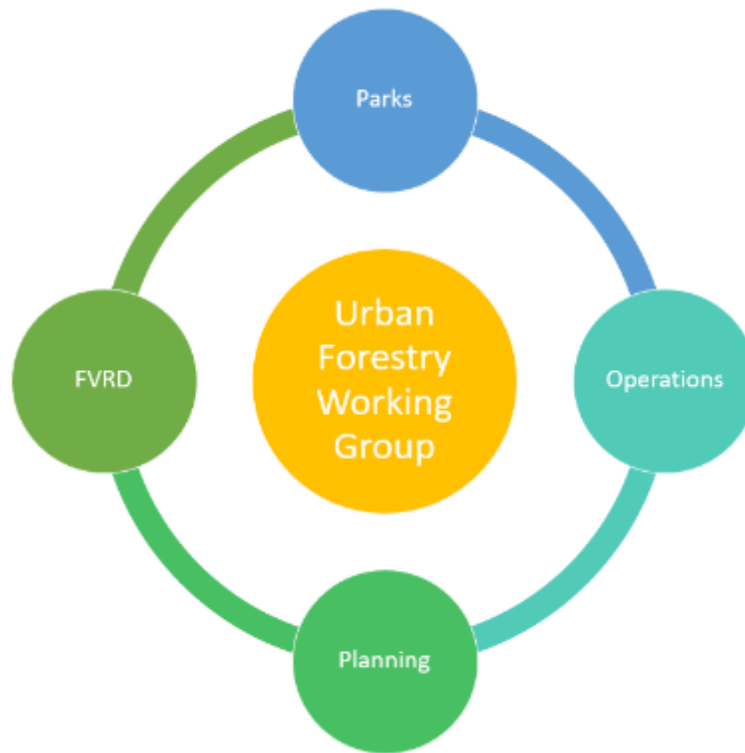 Parks
FVRD
Urban
Forestry
Working
Group
Operations
Planning